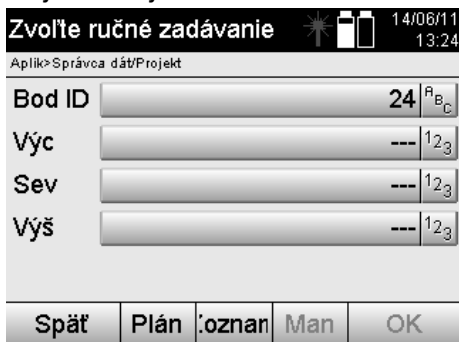 Zvoľte ručné zadávanie
14/06/11
13:24
Aplik>Správca dát/Projekt
Bod ID 24 ABC
Výc --- 123
Sev --- 123
Výš --- 123
Späť Plán Man OK